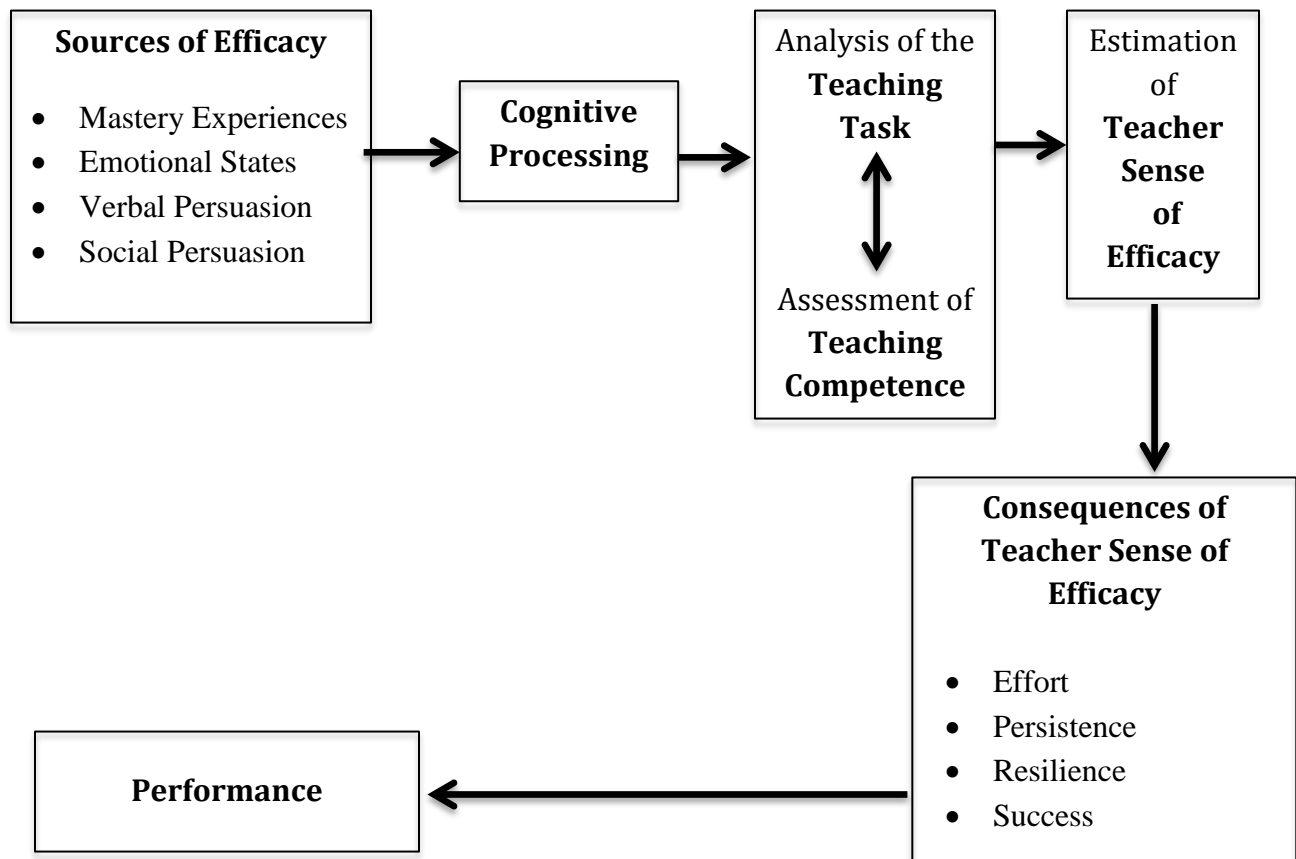 Sources of Efficacy
• Mastery Experiences
• Emotional States
• Verbal Persuasion
• Social Persuasion
Cognitive
Processing
Analysis of the
Teaching
Task
Assessment of
Teaching
Competence
Estimation
of
Teacher
Sense
of
Efficacy
Consequences of
Teacher Sense of
Efficacy
• Effort
• Persistence
• Resilience
• Success
Performance